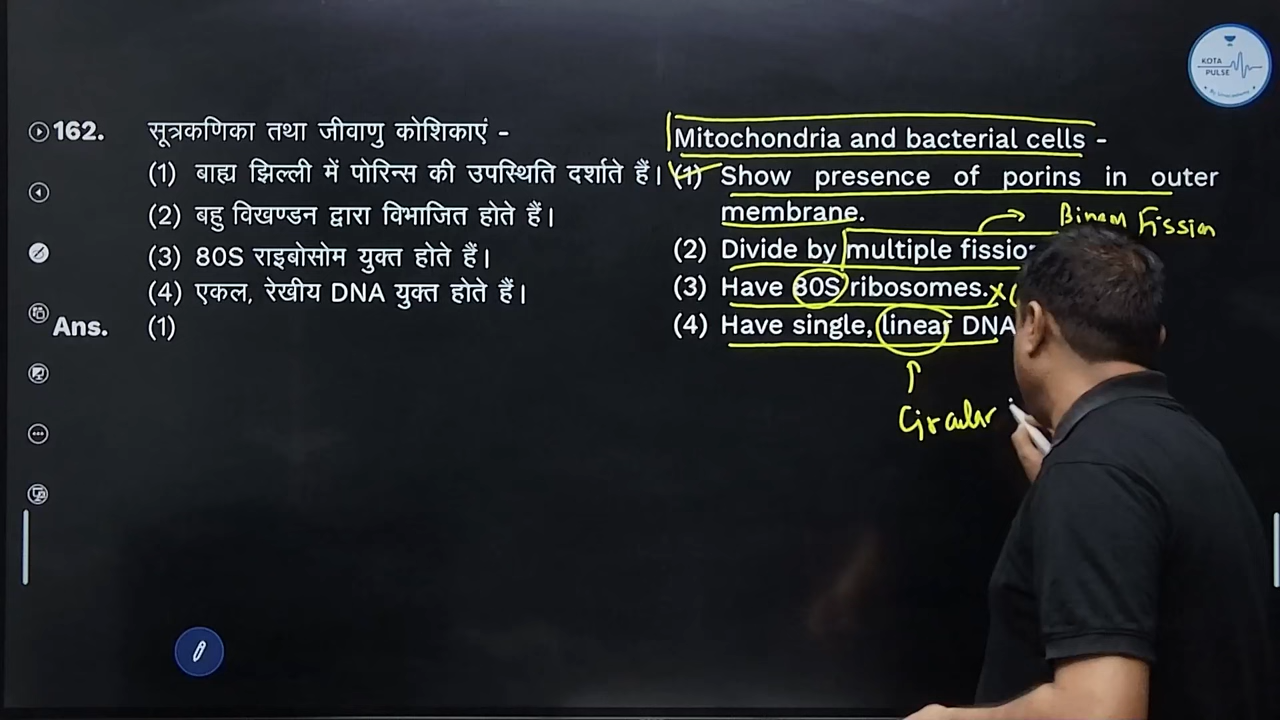 KOTA
PULSE
162. सूत्रकणिका तथा जीवाणु कोशिकाएं -
(1) बाह्य झिल्ली में पोरिन्स की उपस्थिति दर्शाते हैं।
(2) बहु विखण्डन द्वारा विभाजित होते हैं।
(3) 80S राइबोसोम युक्त होते हैं।
(4) एकल, रेखीय DNA युक्त होते हैं।
Ans. (1)
Mitochondria and bacterial cells -
(1) Show presence of porins in outer
membrane.
Fission
(2) Divide by multiple fission
(3) Have 80S ribosomes. x
(4) Have single, linear DNA
Circular